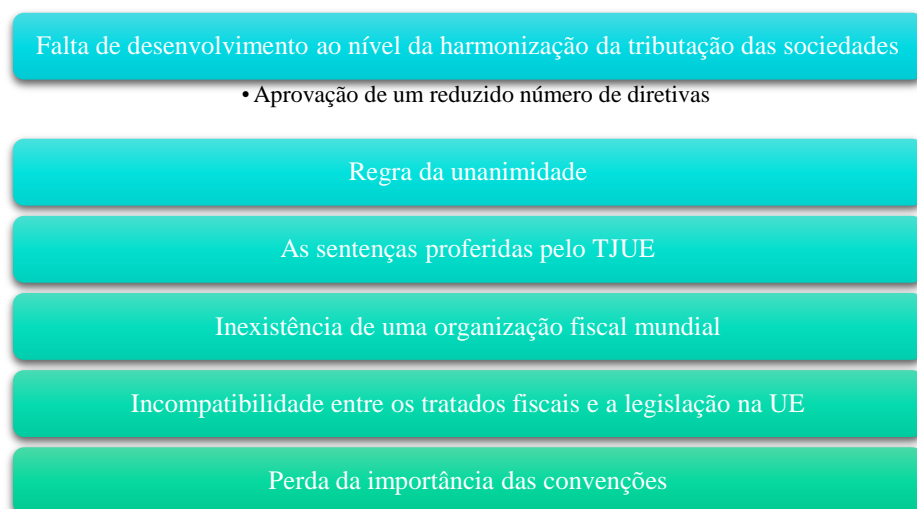 Falta de desenvolvimento ao nível da harmonização da tributação das sociedades
• Aprovação de um reduzido número de diretivas
Regra da unanimidade
As sentenças proferidas pelo TJUE
Inexistência de uma organização fiscal mundial
Incompatibilidade entre os tratados fiscais e a legislação na UE
Perda da importância das convenções